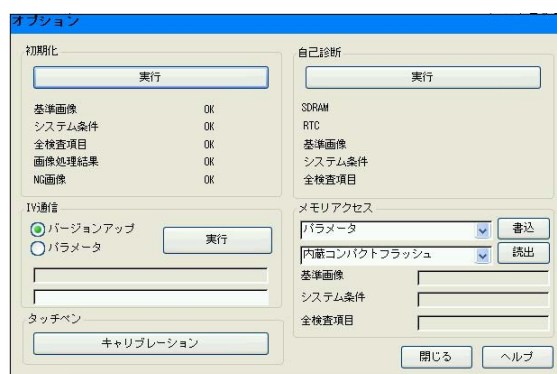 オプション
初期化
実行
基準画像 OK
システム条件 OK
全検査項目 OK
画像処理結果 OK
NG画像 OK
IV通信
バージョンアップ
パラメータ
実行
タッチペン
キャリブレーション
自己診断
実行
SDRAM
RTC
基準画像
システム条件
全検査項目
メモリアクセス
パラメータ 書込
内蔵コンパクトフラッシュ 読出
基準画像
システム条件
全検査項目
閉じる ヘルプ